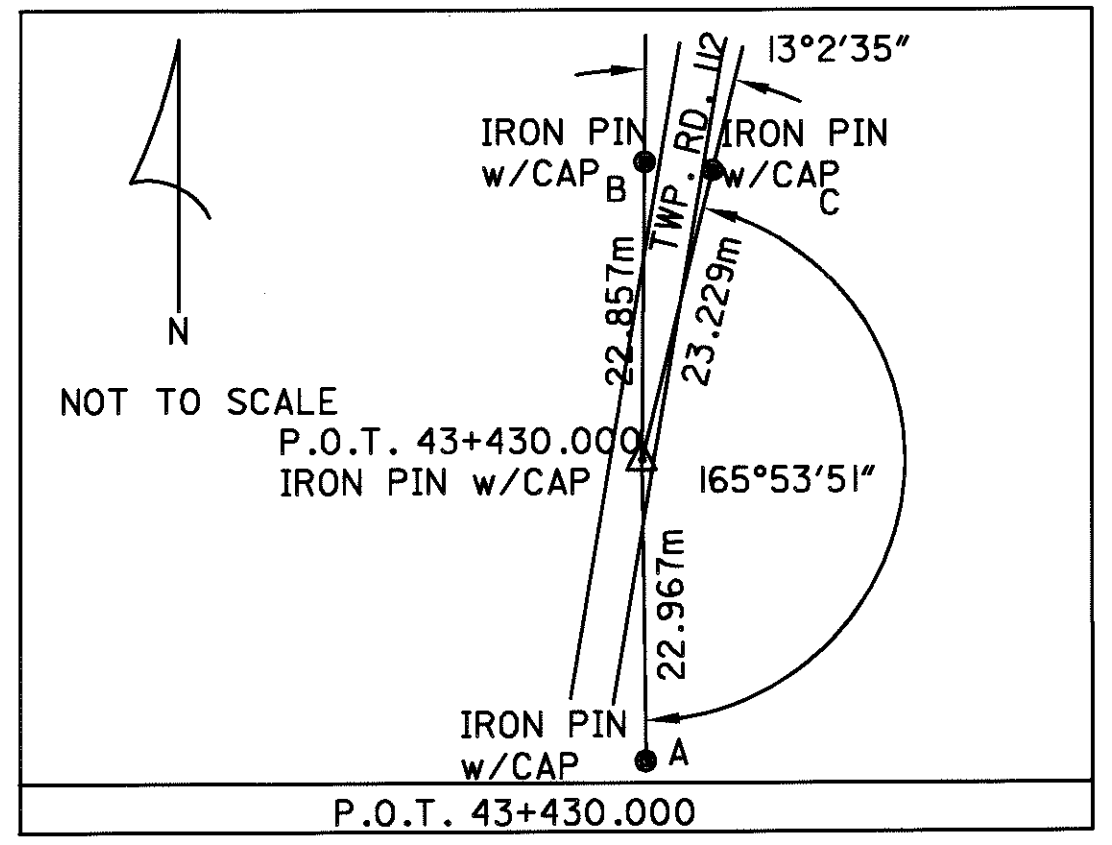 13°2'35"
TWP. RD. 112
IRON PIN
w/CAP
B
IRON PIN
w/CAP
C
22.857m
23.229m
N
NOT TO SCALE
P.O.T. 43+430.000
IRON PIN w/CAP
165°53'51"
22.967m
IRON PIN
w/CAP
A
P.O.T. 43+430.000